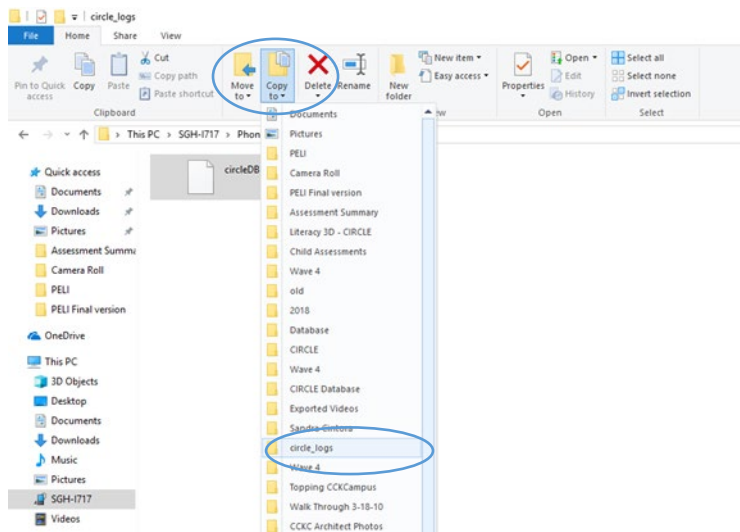 circle_logs
File Home Share View
Pin to Quick access
Copy
Paste
Cut
Copy path
Paste shortcut
Move to
Copy to
Delete
Rename
New folder
New item
Easy access
Properties
Open
Edit
History
Select all
Select none
Invert selection
Clipboard
Open
Select
This PC > SGH-I717 > Phon
circleDB
Quick access
Documents
Downloads
Pictures
Assessment Summa
Camera Roll
PELI
PELI Final version
OneDrive
This PC
3D Objects
Desktop
Documents
Downloads
Music
Pictures
SGH-I717
Videos
Documents
Pictures
PELI
Camera Roll
PELI Final version
Assessment Summary
Literacy 3D - CIRCLE
Child Assessments
Wave 4
old
2018
Database
CIRCLE
Wave 4
CIRCLE Database
Exported Videos
Sandra Cintora
circle_logs
Wave 4
Topping CCKCampus
Walk Through 3-18-10
CCKC Architect Photos